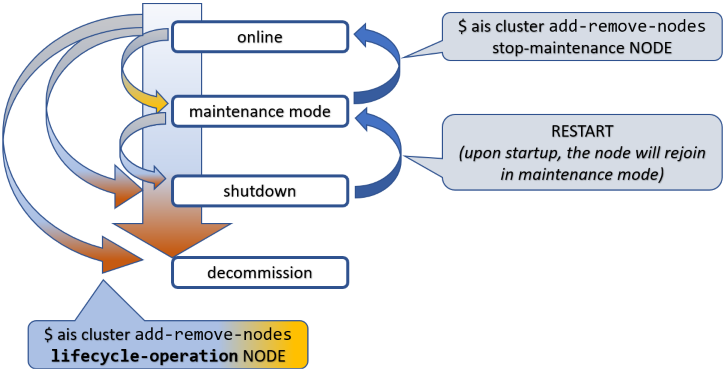 online
$ ais cluster add-remove-nodes
stop-maintenance NODE
maintenance mode
RESTART
(upon startup, the node will rejoin
in maintenance mode)
shutdown
decommission
$ ais cluster add-remove-nodes
lifecycle-operation NODE